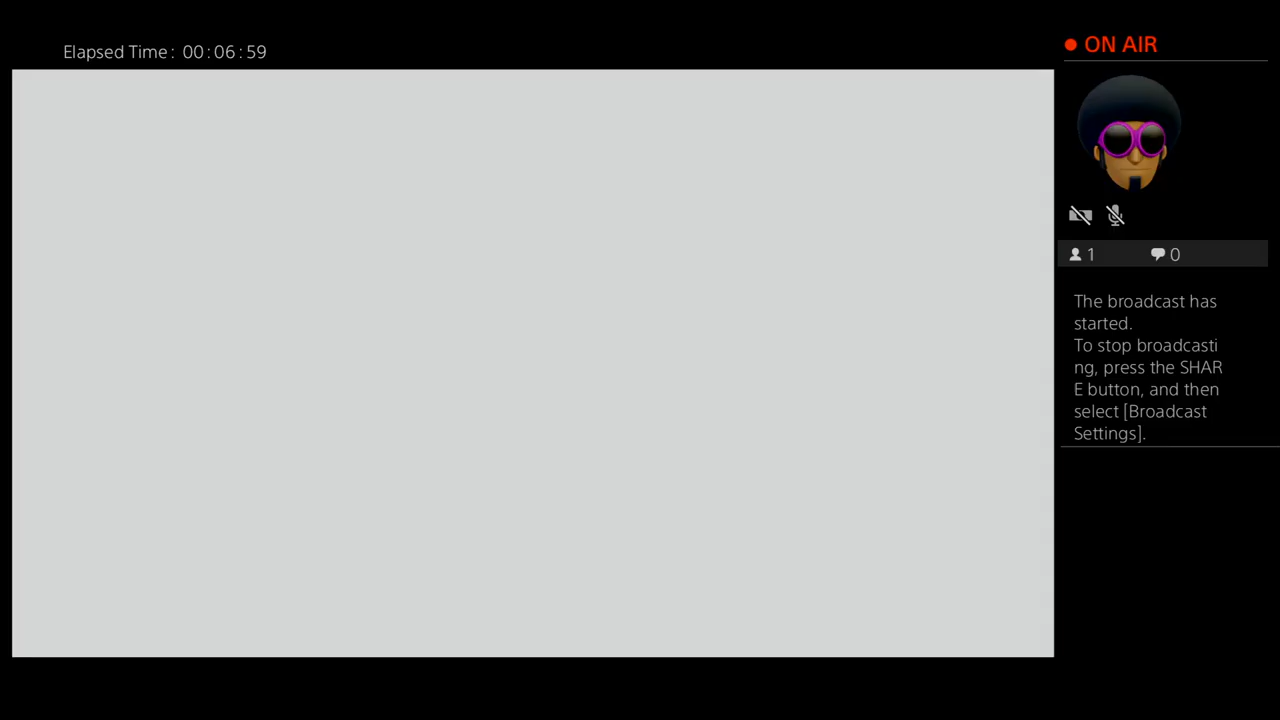 Elapsed Time: 00:06:59
ON AIR
1 0
The broadcast has
started.
To stop broadcasti
ng, press the SHAR
E button, and then
select [Broadcast
Settings].